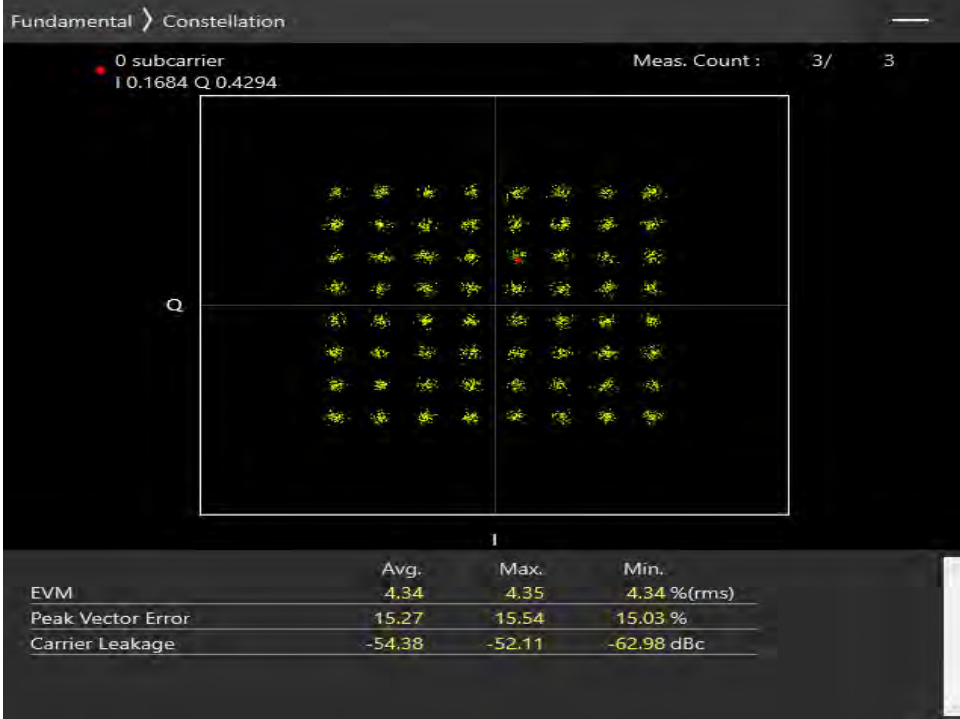 Fundamental 〉 Constellation
0 subcarrier
I 0.1684 Q 0.4294
Meas. Count : 3/ 3
Q
I
Avg. Max. Min.
EVM 4.34 4.35 4.34 %(rms)
Peak Vector Error 15.27 15.54 15.03 %
Carrier Leakage -54.38 -52.11 -62.98 dBc